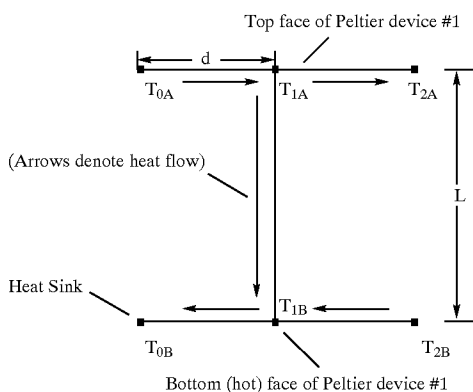 Top face of Peltier device #1
d
T0A
T1A
T2A
(Arrows denote heat flow)
L
Heat Sink
T1B
T0B
T2B
Bottom (hot) face of Peltier device #1